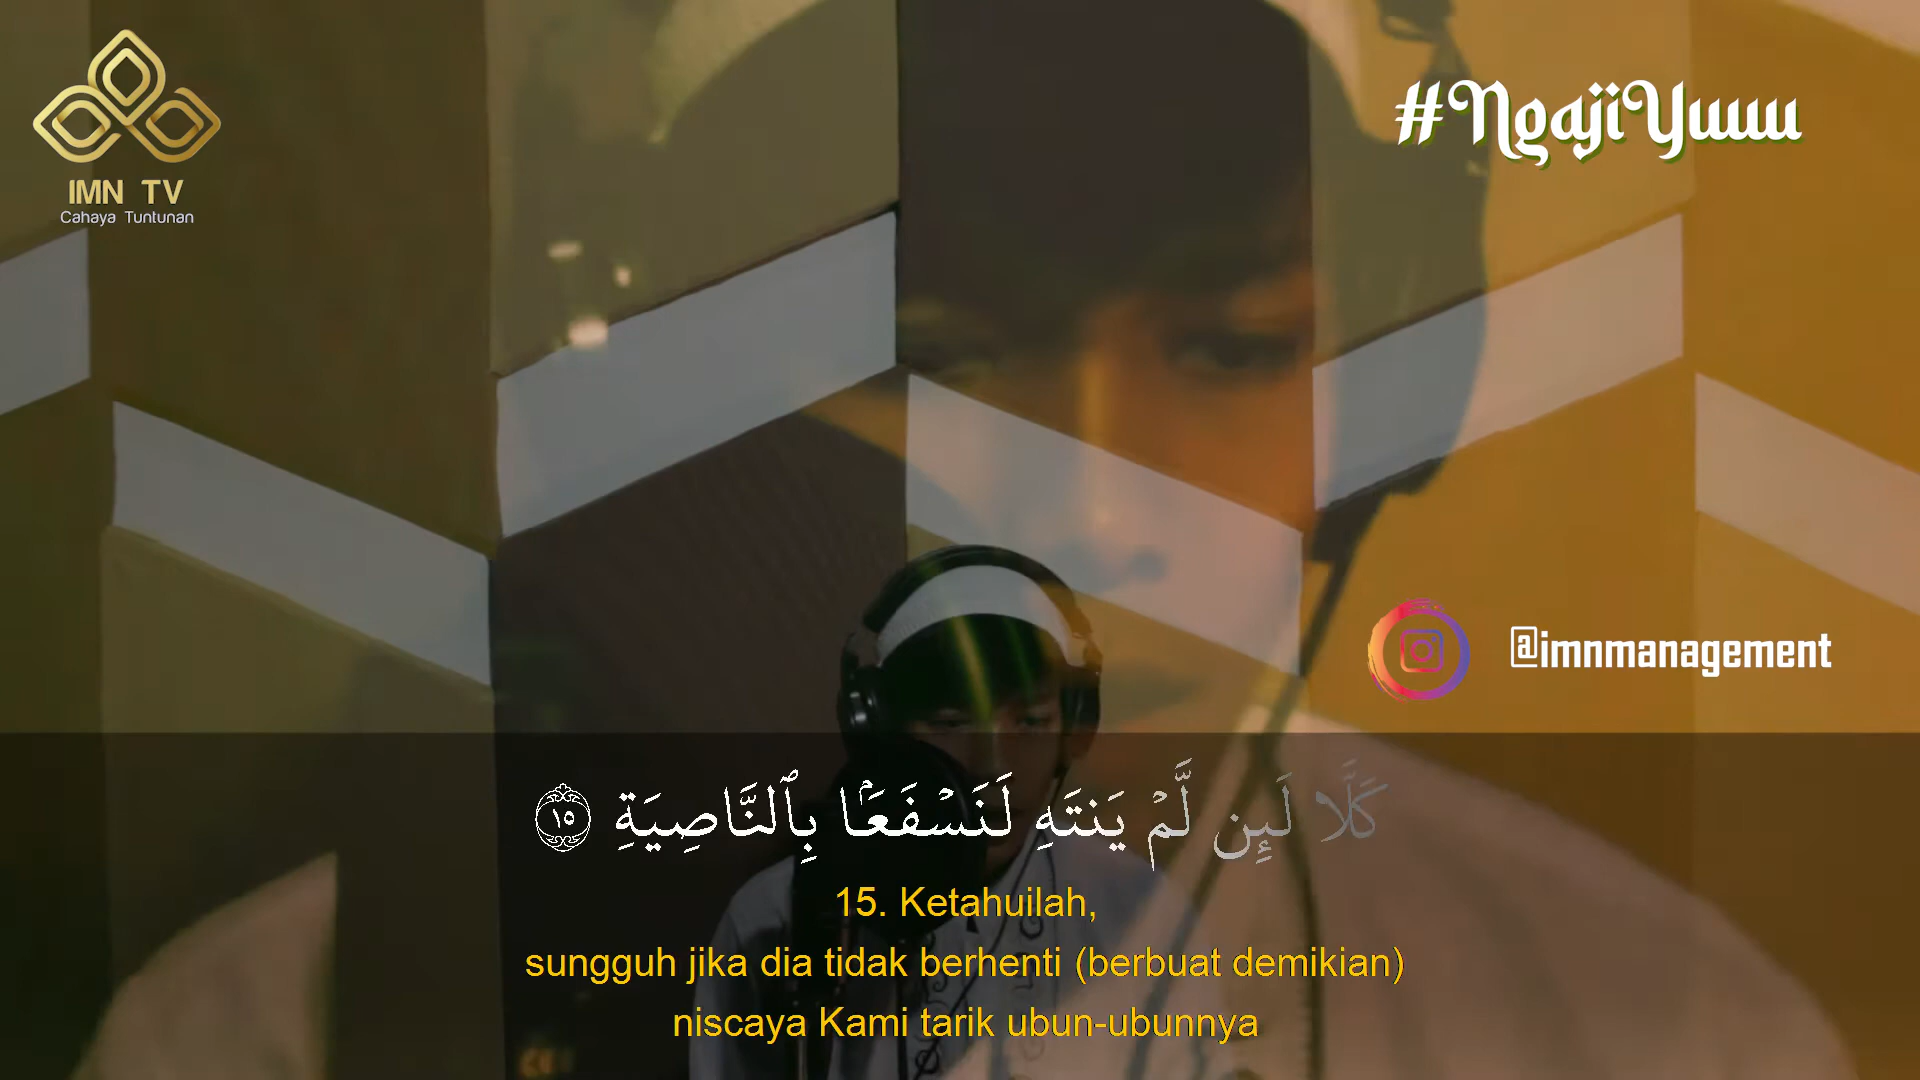 IMN TV
Cahaya Tuntunan
#NgajiYuuu
@imnmanagement
كَلَّا لَئِن لَّمْ يَنتَهِ لَنَسْفَعًۢا بِٱلنَّاصِيَةِ ١٥
15. Ketahuilah,
sungguh jika dia tidak berhenti (berbuat demikian)
niscaya Kami tarik ubun-ubunnya